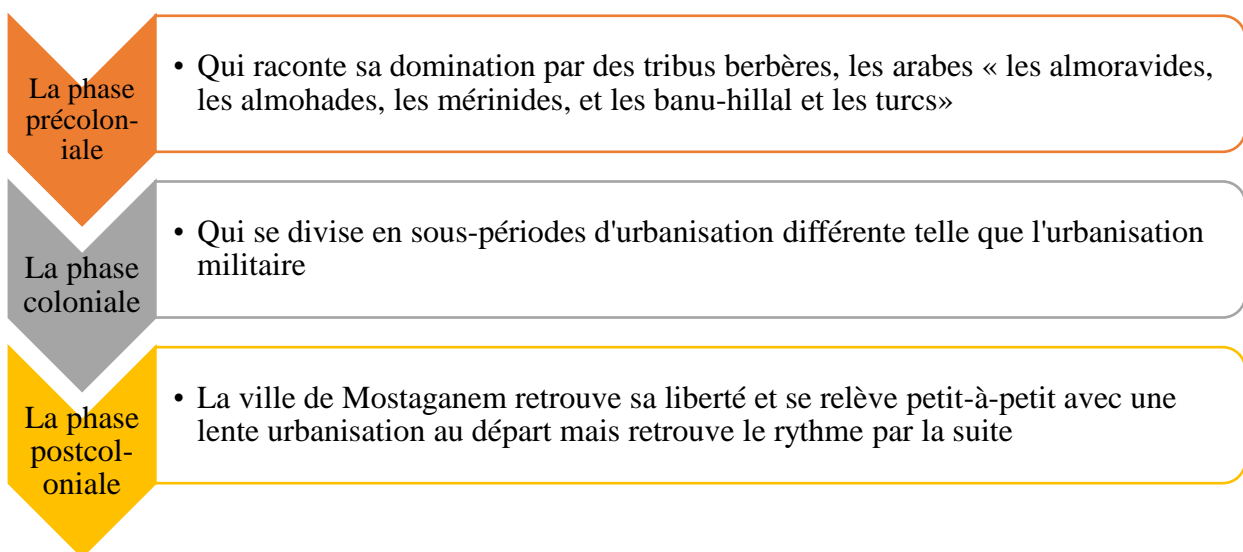 La phase
précolon-
iale
• Qui raconte sa domination par des tribus berbères, les arabes « les almoravides,
les almohades, les mérinides, et les banu-hillal et les turcs»
La phase
coloniale
• Qui se divise en sous-périodes d'urbanisation différente telle que l'urbanisation
militaire
La phase
postcol-
oniale
• La ville de Mostaganem retrouve sa liberté et se relève petit-à-petit avec une
lente urbanisation au départ mais retrouve le rythme par la suite